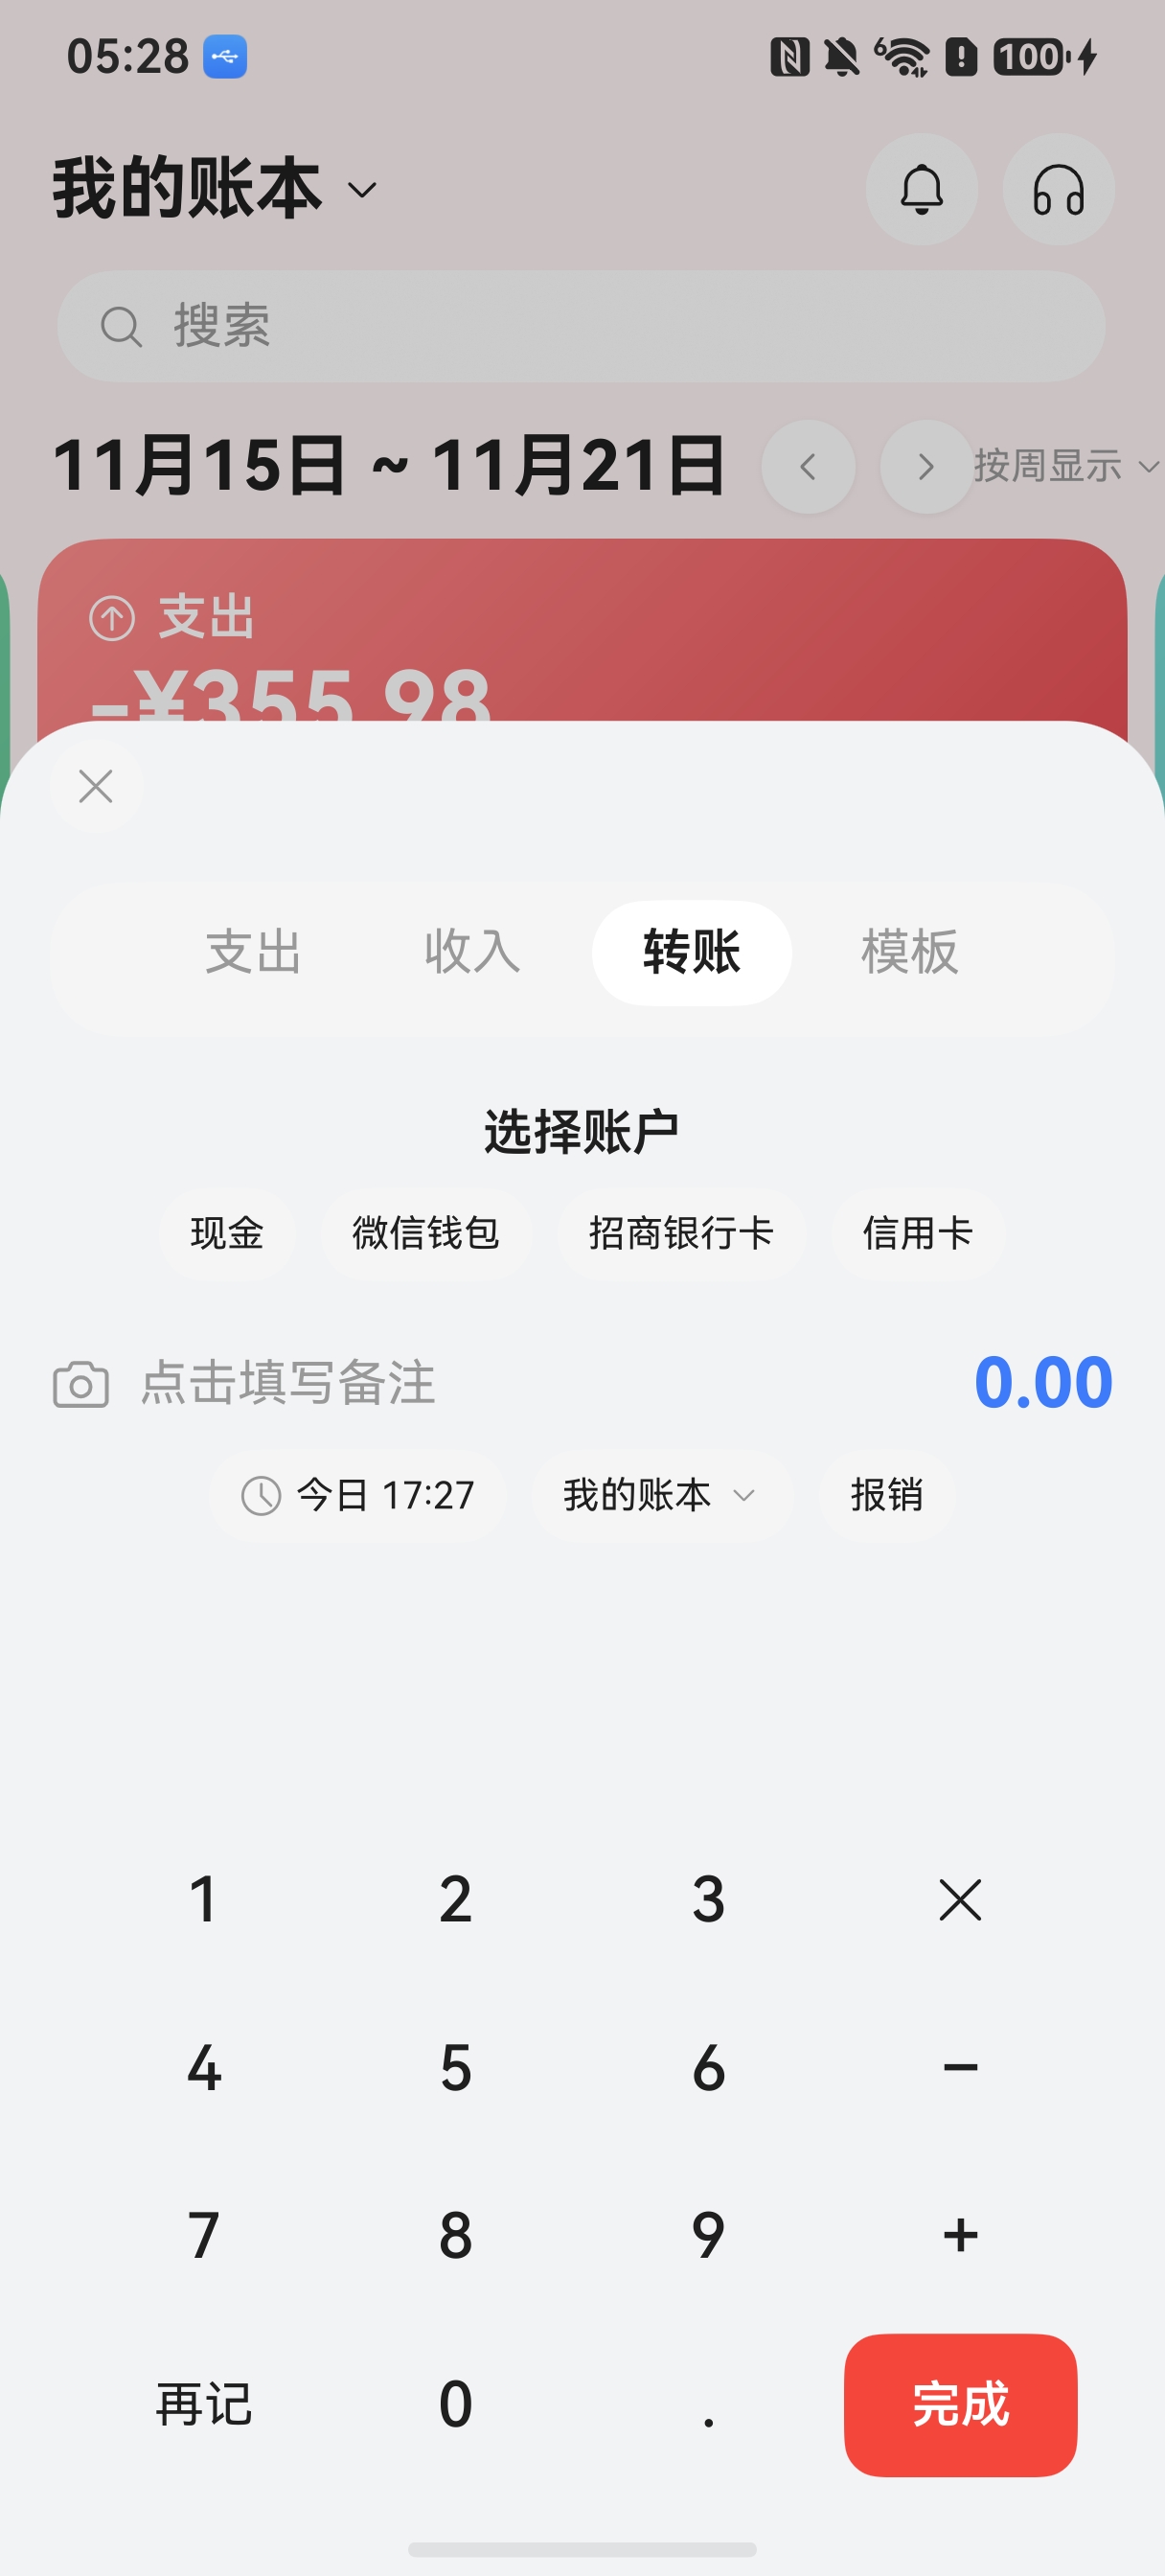 05:28 6 100
我的账本
搜索
11月15日 ~ 11月21日 按周显示
支出
-¥355.98
支出 收入 转账 模板
选择账户
现金 微信钱包 招商银行卡 信用卡
点击填写备注 0.00
今日 17:27 我的账本 报销
1 2 3 ×
4 5 6 −
7 8 9 +
再记 0 . 完成